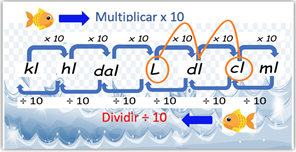 Multiplicar x 10
x 10 x 10 x 10 x 10 x 10 x 10
kl hl dal L dl cl ml
÷ 10 ÷ 10 ÷ 10 ÷ 10 ÷ 10 ÷ 10
Dividir ÷ 10